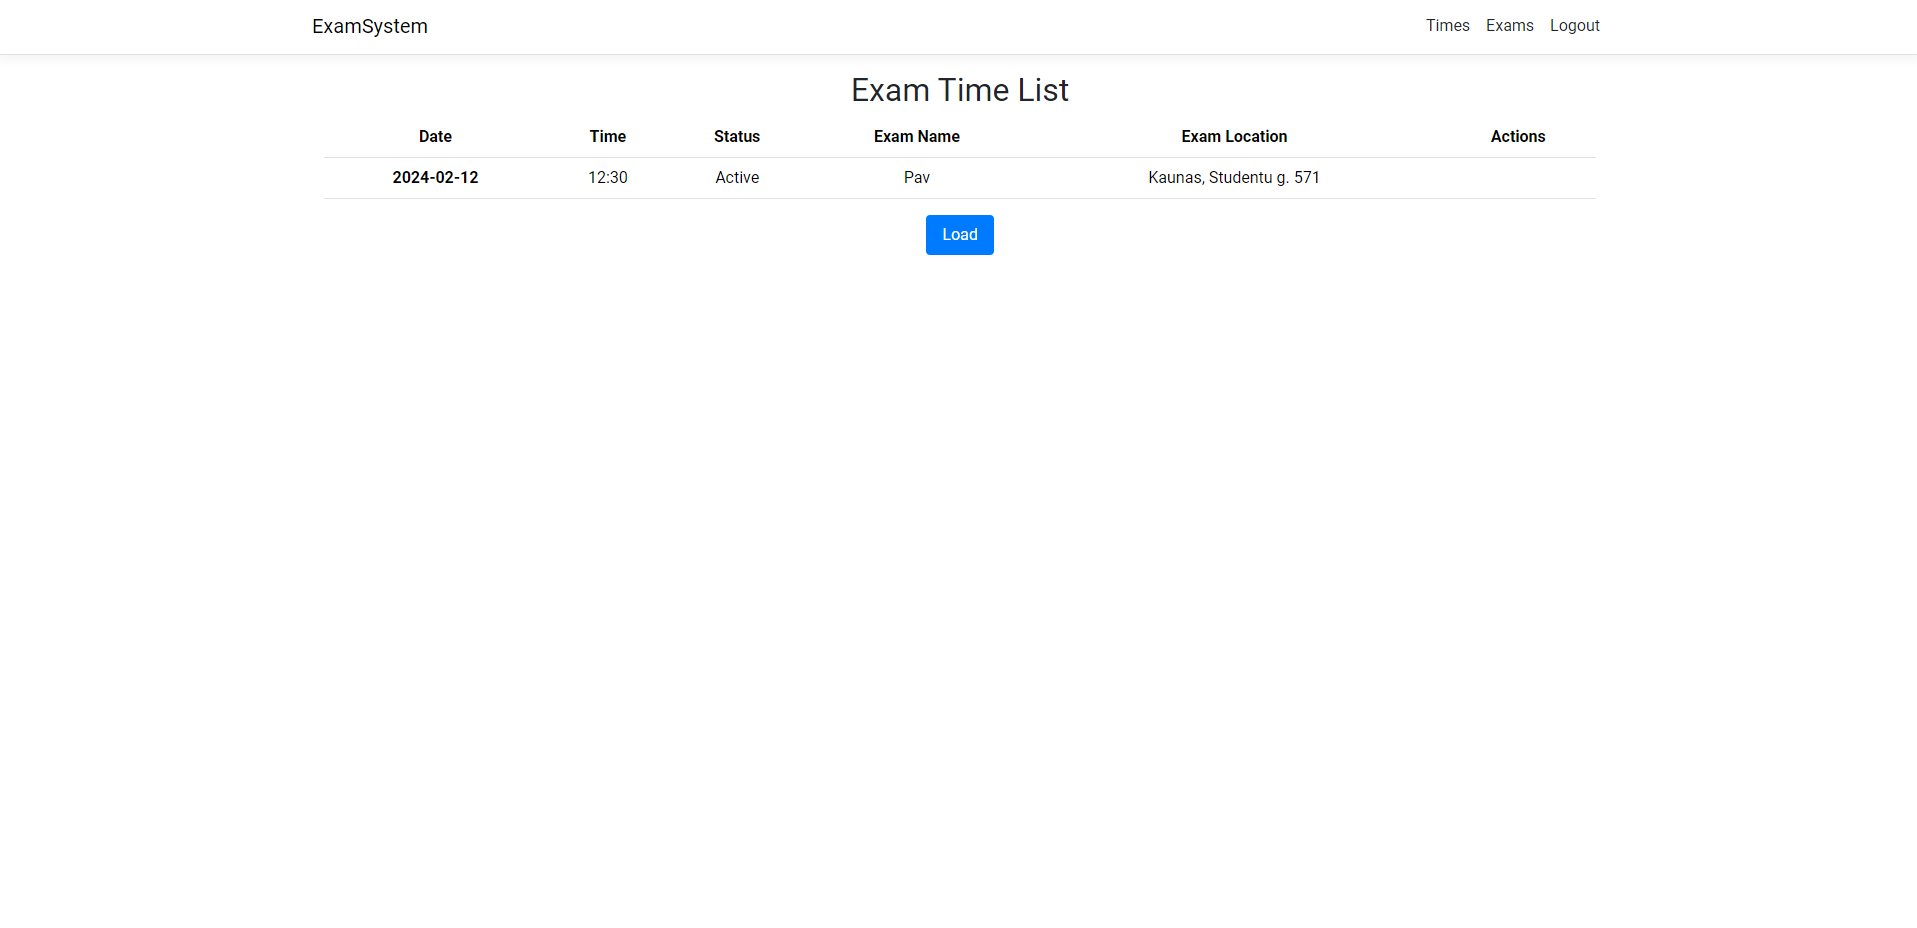 ExamSystem Times Exams Logout
Exam Time List
Date Time Status Exam Name Exam Location Actions
2024-02-12 12:30 Active Pav Kaunas, Studentu g. 571
Load